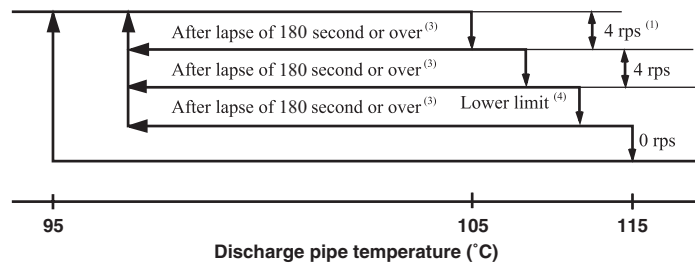 After lapse of 180 second or over (3)
4 rps (1)
After lapse of 180 second or over (3)
4 rps
After lapse of 180 second or over (3)
Lower limit (4)
0 rps
95
105
115
Discharge pipe temperature (˚C)